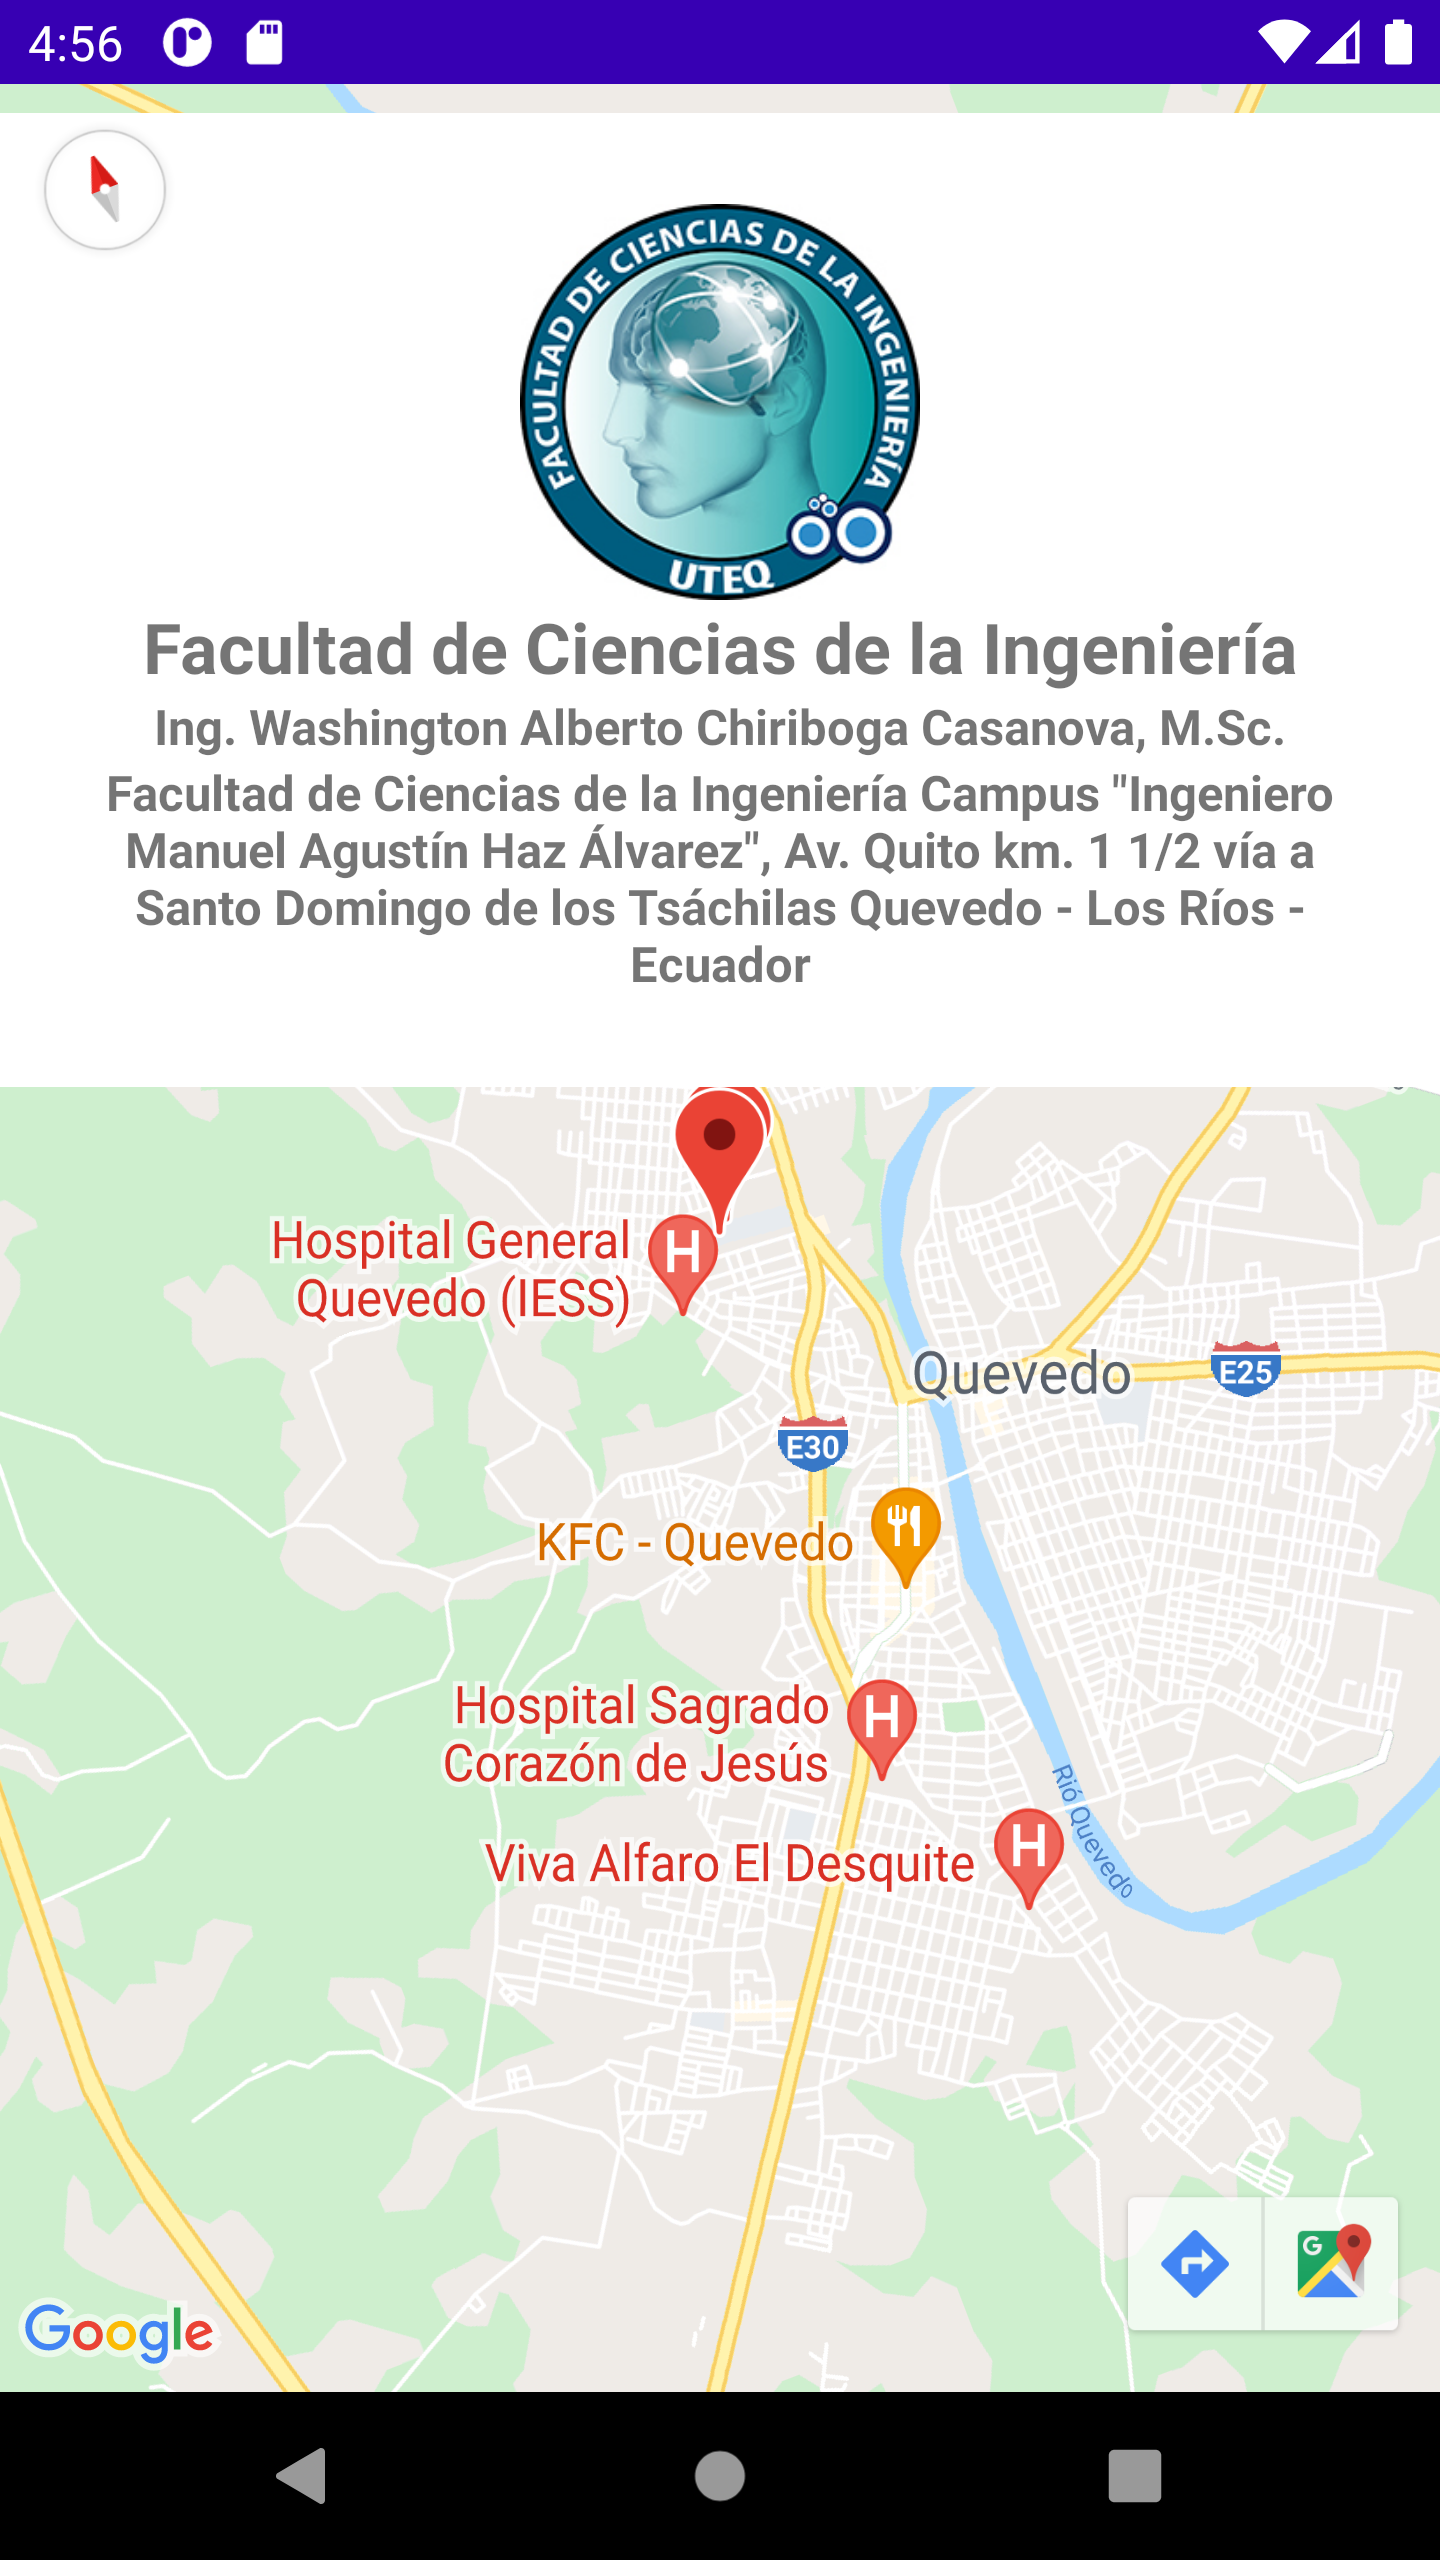 4:56
FACULTAD DE CIENCIAS DE LA INGENIERÍA
UTEQ
Facultad de Ciencias de la Ingeniería
Ing. Washington Alberto Chiriboga Casanova, M.Sc.
Facultad de Ciencias de la Ingeniería Campus "Ingeniero
Manuel Agustín Haz Álvarez", Av. Quito km. 1 1/2 vía a
Santo Domingo de los Tsáchilas Quevedo - Los Ríos -
Ecuador
Hospital General
Quevedo (IESS)
H
Quevedo
E25
E30
KFC - Quevedo
Hospital Sagrado
Corazón de Jesús
H
Rió Quevedo
Viva Alfaro El Desquite
H
G
Google